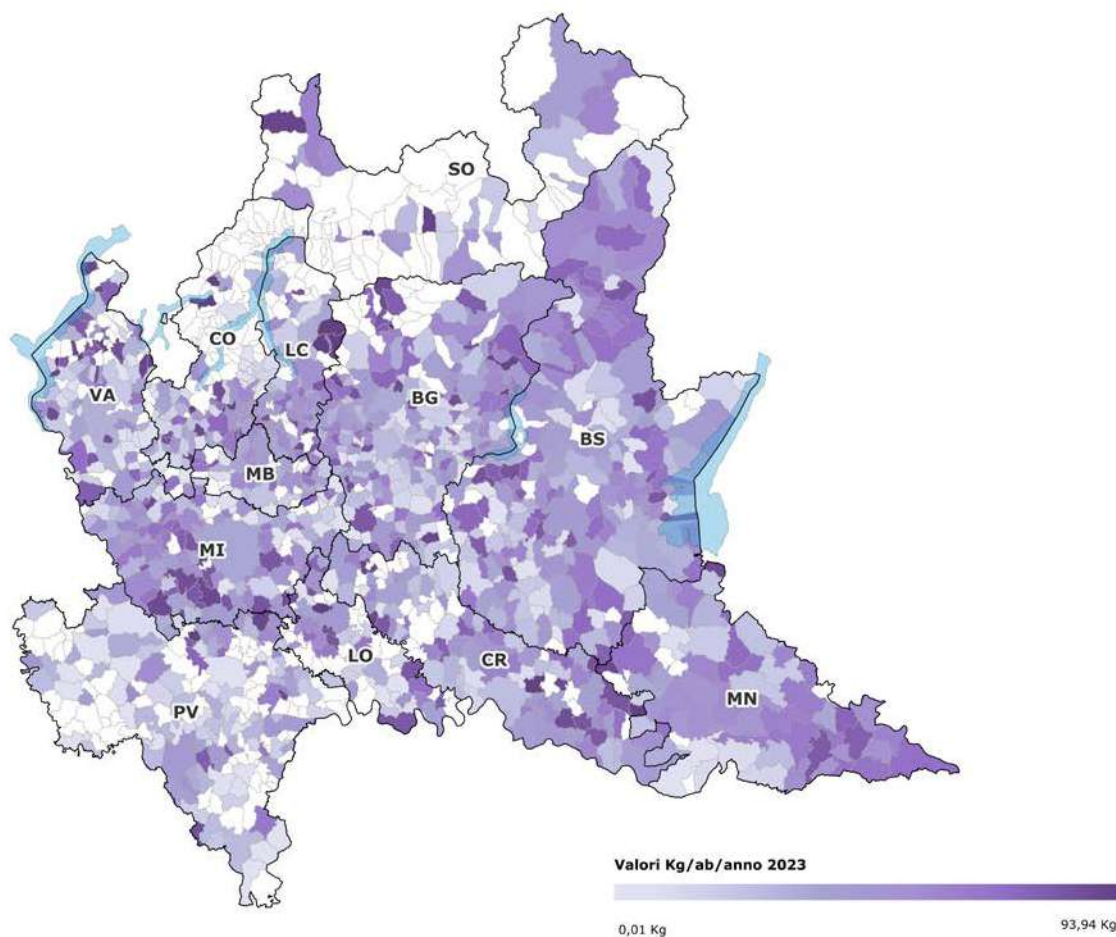 SO
CO
LC
VA
BG
BS
MB
MI
LO
CR
PV
MN
Valori Kg/ab/anno 2023
0,01 Kg
93,94 Kg